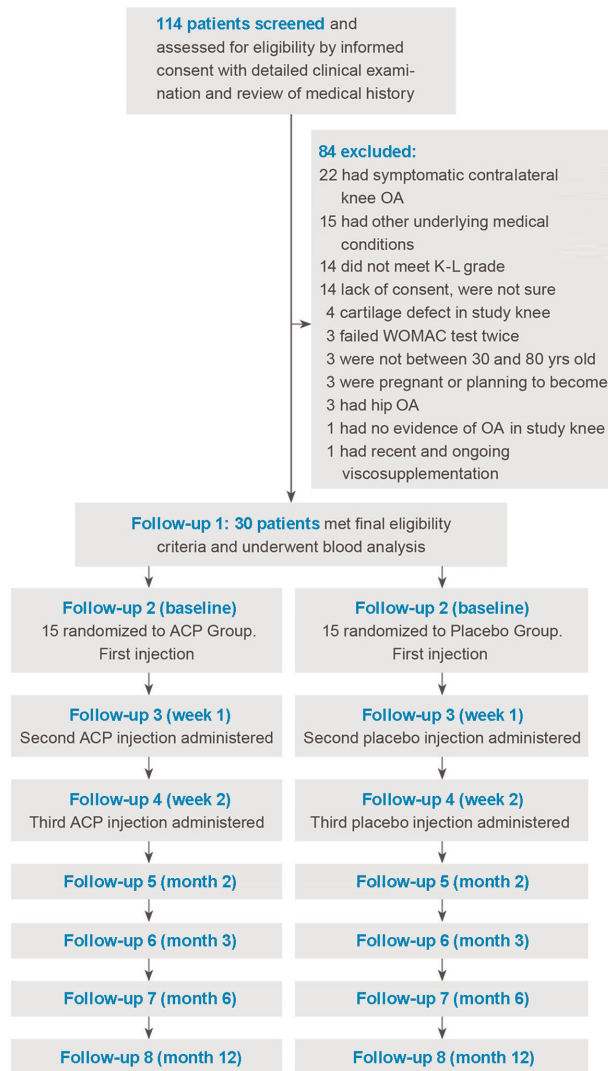 114 patients screened and
assessed for eligibility by informed
consent with detailed clinical exami-
nation and review of medical history
84 excluded:
22 had symptomatic contralateral
knee OA
15 had other underlying medical
conditions
14 did not meet K-L grade
14 lack of consent, were not sure
4 cartilage defect in study knee
3 failed WOMAC test twice
3 were not between 30 and 80 yrs old
3 were pregnant or planning to become
3 had hip OA
1 had no evidence of OA in study knee
1 had recent and ongoing
viscosupplementation
Follow-up 1: 30 patients met final eligibility
criteria and underwent blood analysis
Follow-up 2 (baseline)
15 randomized to ACP Group.
First injection
Follow-up 2 (baseline)
15 randomized to Placebo Group.
First injection
Follow-up 3 (week 1)
Second ACP injection administered
Follow-up 3 (week 1)
Second placebo injection administered
Follow-up 4 (week 2)
Third ACP injection administered
Follow-up 4 (week 2)
Third placebo injection administered
Follow-up 5 (month 2)
Follow-up 5 (month 2)
Follow-up 6 (month 3)
Follow-up 6 (month 3)
Follow-up 7 (month 6)
Follow-up 7 (month 6)
Follow-up 8 (month 12)
Follow-up 8 (month 12)